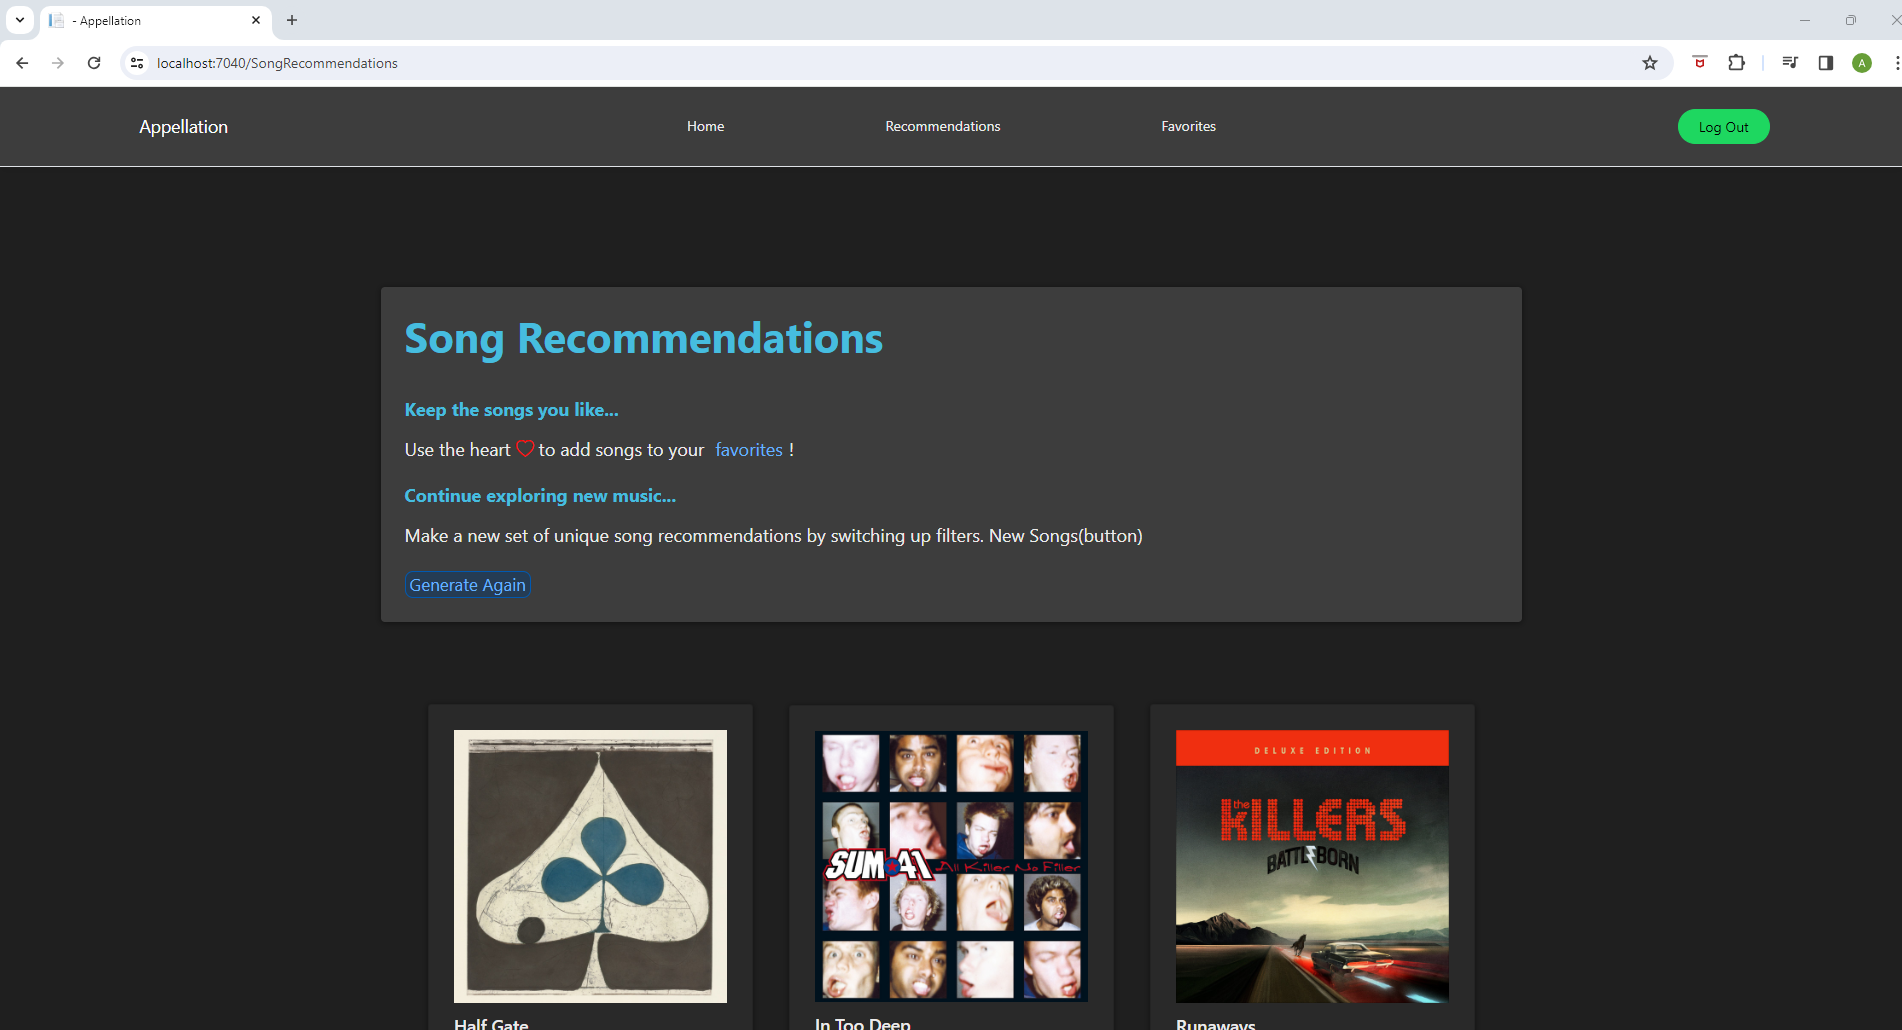 - Appellation
localhost:7040/SongRecommendations
A
Appellation
Home
Recommendations
Favorites
Log Out
Song Recommendations
Keep the songs you like...
Use the heart to add songs to your favorites !
Continue exploring new music...
Make a new set of unique song recommendations by switching up filters. New Songs(button)
Generate Again
SUM 41 All Killer No Filler
DELUXE EDITION
the
KILLERS
BATTLE BORN
Half Gate
In Too Deep
Runaways